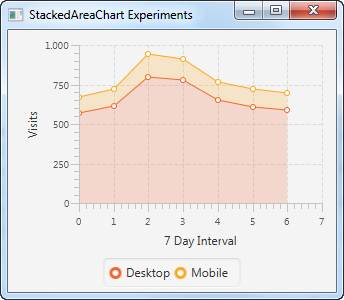 StackedAreaChart Experiments
1.000
750
500
250
0
Visits
0 1 2 3 4 5 6 7
7 Day Interval
Desktop Mobile